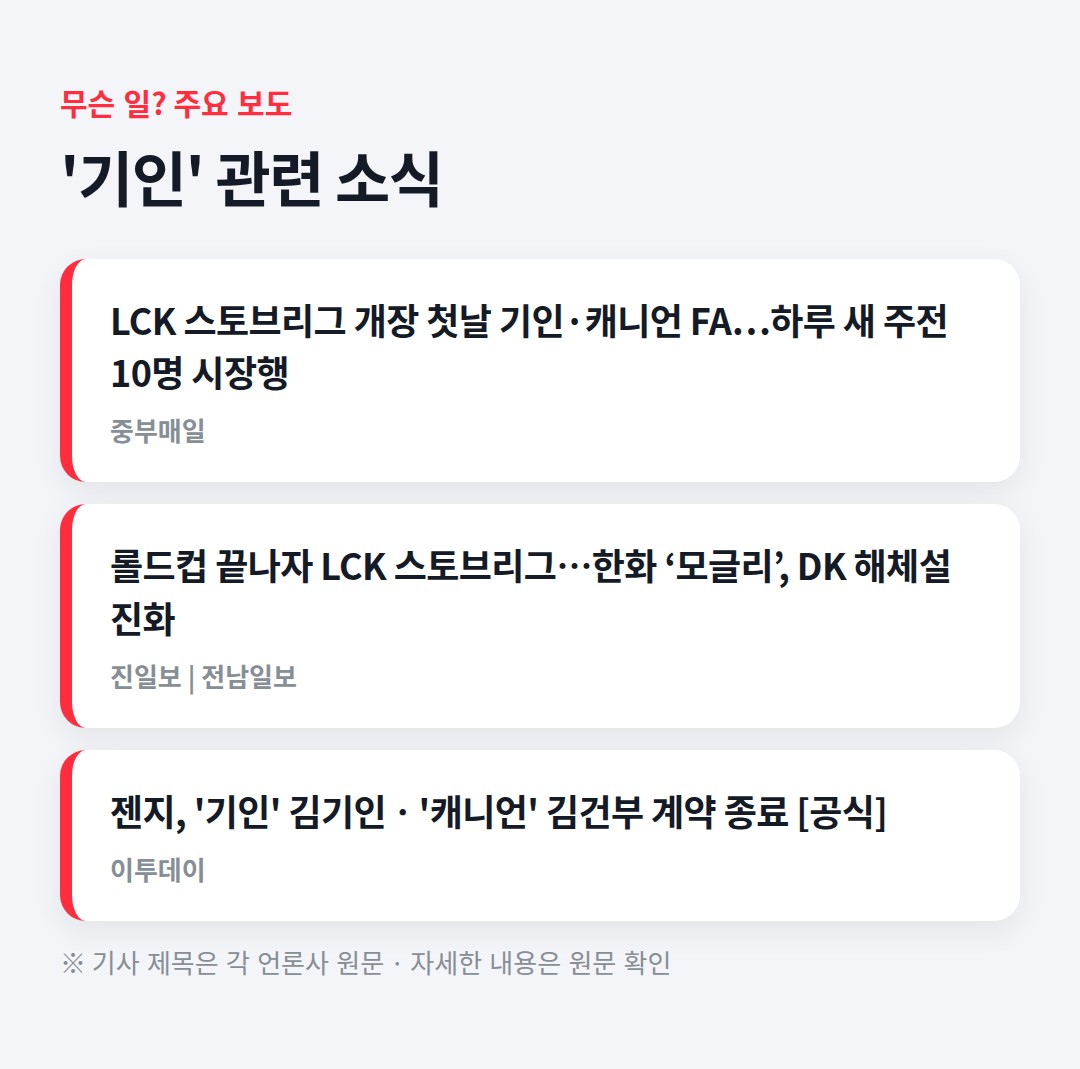 무슨 일? 주요 보도
'기인' 관련 소식
LCK 스토브리그 개장 첫날 기인·캐니언 FA…하루 새 주전
10명 시장행
중부매일
롤드컵 끝나자 LCK 스토브리그…한화 ‘모글리’, DK 해체설
진화
진일보 | 전남일보
젠지, '기인' 김기인 · '캐니언' 김건부 계약 종료 [공식]
이투데이
※ 기사 제목은 각 언론사 원문 · 자세한 내용은 원문 확인